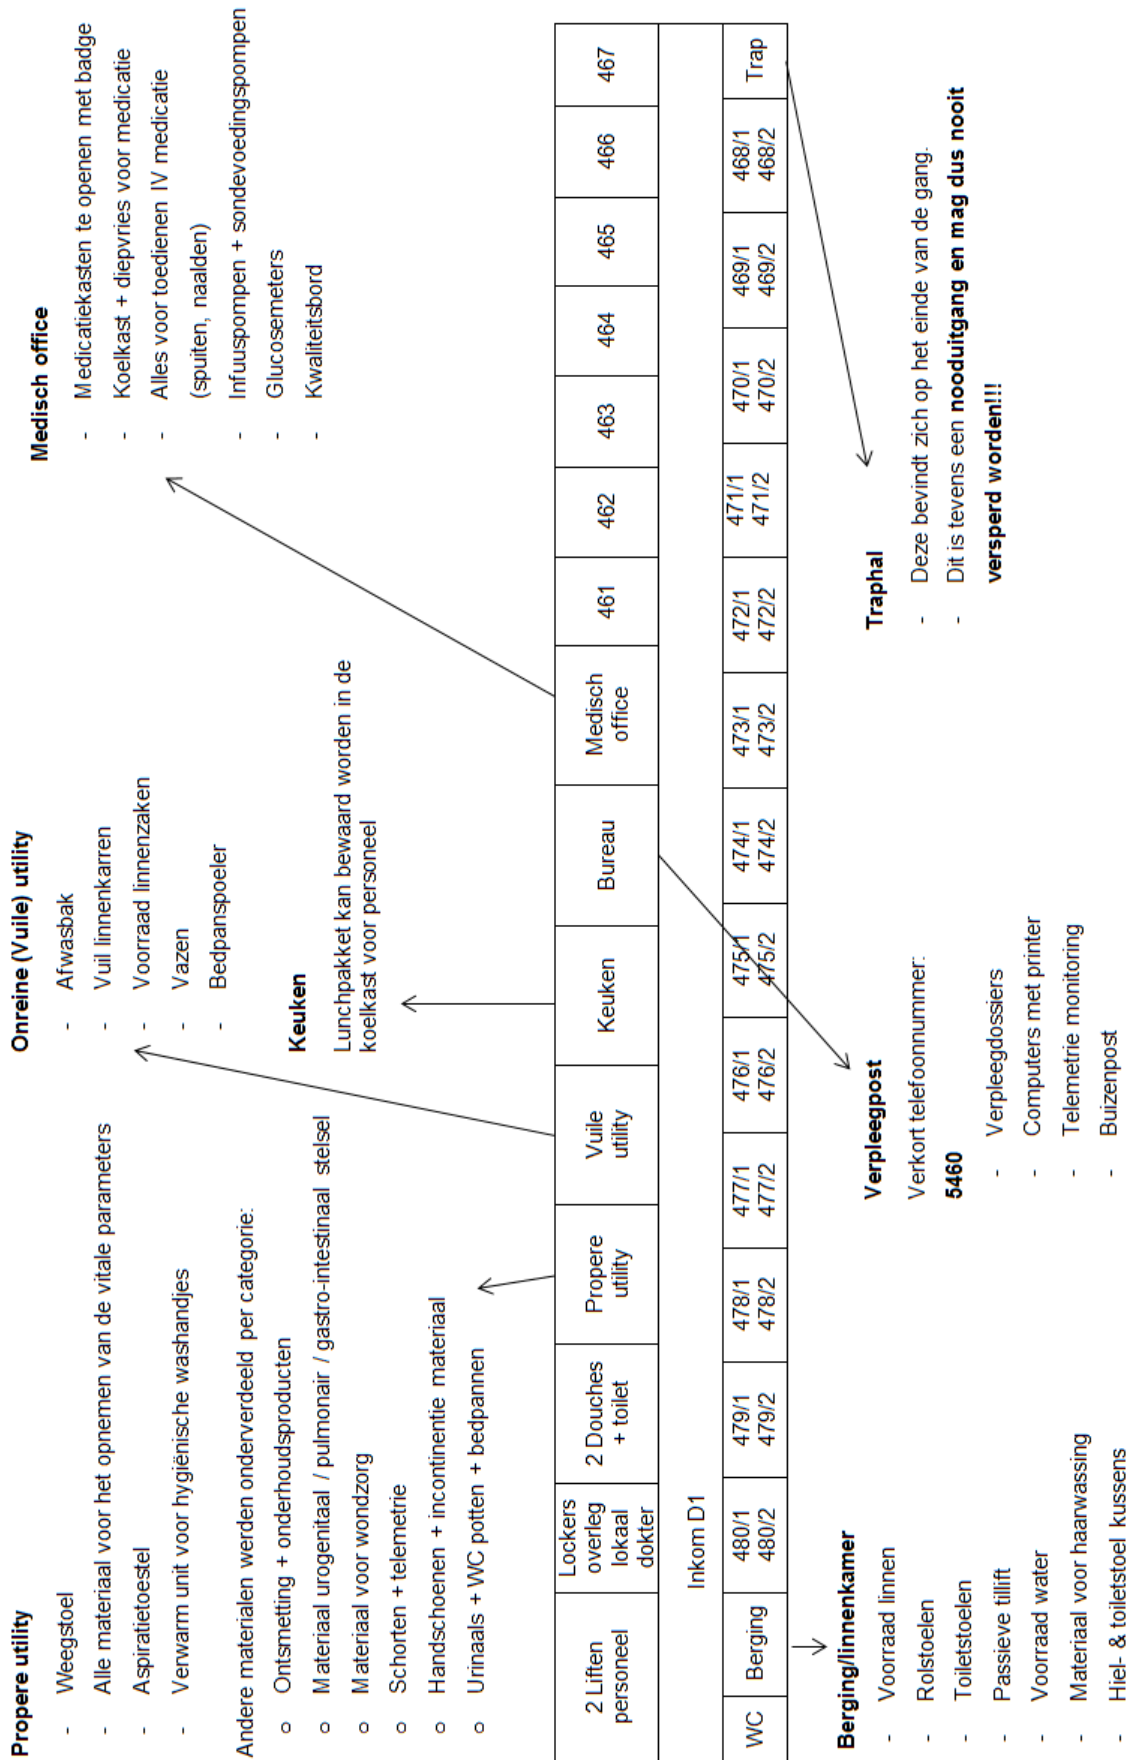 Propere utility
- Weegstoel
- Alle materiaal voor het opnemen van de vitale parameters
- Aspiratietoestel
- Verwarm unit voor hygiënische washandjes
Andere materialen werden onderverdeeld per categorie:
o Ontsmetting + onderhoudsproducten
o Materiaal urogenitaal / pulmonair / gastro-intestinaal stelsel
o Materiaal voor wondzorg
o Schorten + telemetrie
o Handschoenen + incontinentie materiaal
o Urinaals + WC potten + bedpannen
Onreine (Vuile) utility
- Afwasbak
- Vuil linnenkarren
- Voorraad linnenzaken
- Vazen
- Bedpanspoeler
Keuken
Lunchpakket kan bewaard worden in de
koelkast voor personeel
Medisch office
- Medicatiekasten te openen met badge
- Koelkast + diepvries voor medicatie
- Alles voor toedienen IV medicatie
(spuiten, naalden)
- Infuuspompen + sondevoedingspompen
- Glucosemeters
- Kwaliteitsbord
2 Liften
personeel
Lockers
overleg
lokaal
dokter
2 Douches
+ toilet
Propere
utility
Vuile
utility
Keuken
Bureau
Medisch
office
461
462
463
464
465
466
467
Inkom D1
WC
Berging
480/1
480/2
479/1
479/2
478/1
478/2
477/1
477/2
476/1
476/2
475/1
475/2
474/1
474/2
473/1
473/2
472/1
472/2
471/1
471/2
470/1
470/2
469/1
469/2
468/1
468/2
Trap
Berging/linnenkamer
- Voorraad linnen
- Rolstoelen
- Toiletstoelen
- Passieve tillift
- Voorraad water
- Materiaal voor haarwassing
- Hiel- & toiletstoel kussens
Verpleegpost
Verkort telefoonnummer:
5460
- Verpleegdossiers
- Computers met printer
- Telemetrie monitoring
- Buizenpost
Traphal
- Deze bevindt zich op het einde van de gang.
- Dit is tevens een nooduitgang en mag dus nooit
versperd worden!!!